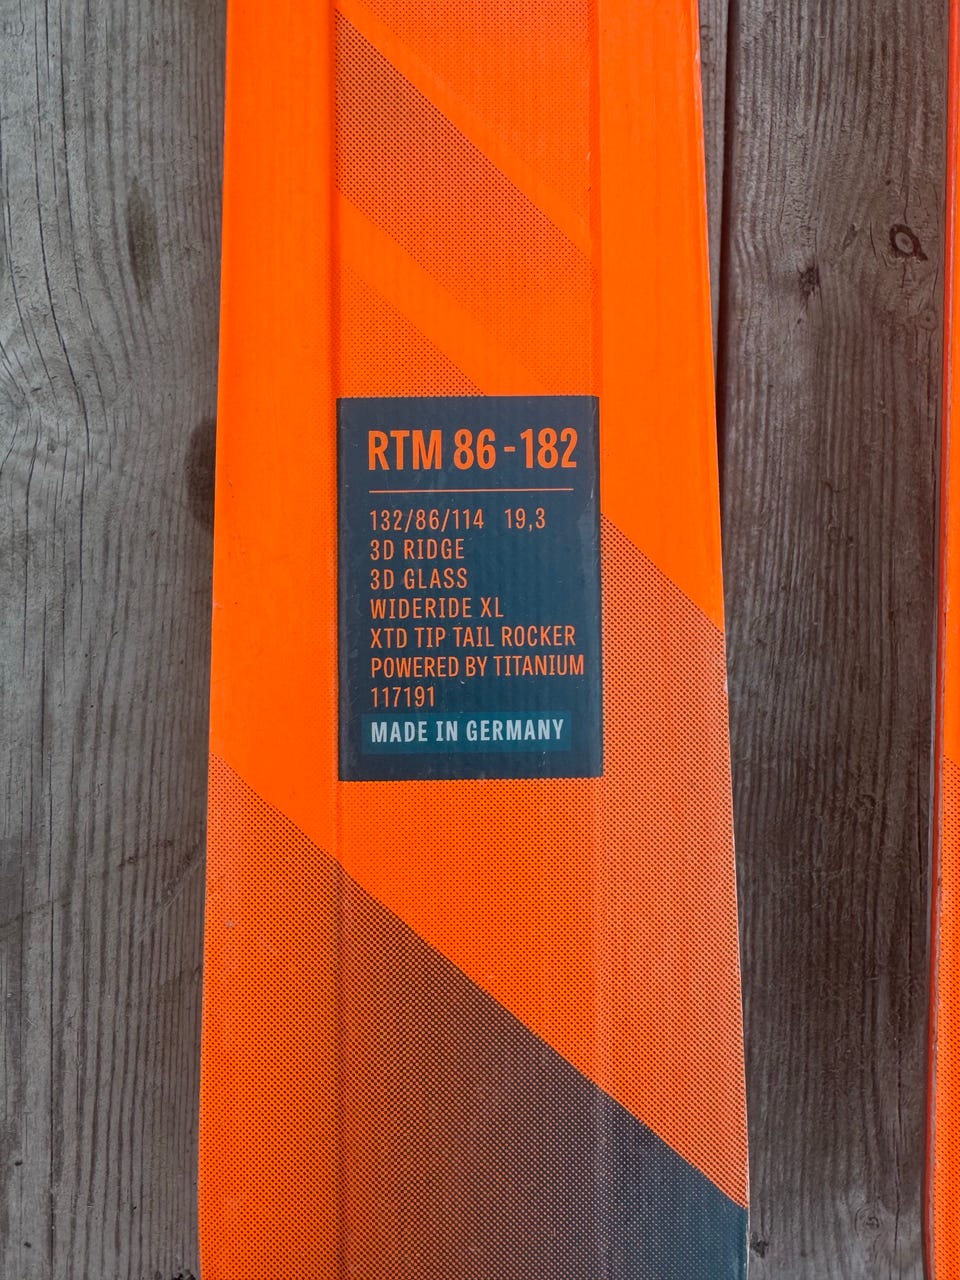 RTM 86-182
132/86/114 19,3
3D RIDGE
3D GLASS
WIDERIDE XL
XTD TIP TAIL ROCKER
POWERED BY TITANIUM
117191
MADE IN GERMANY